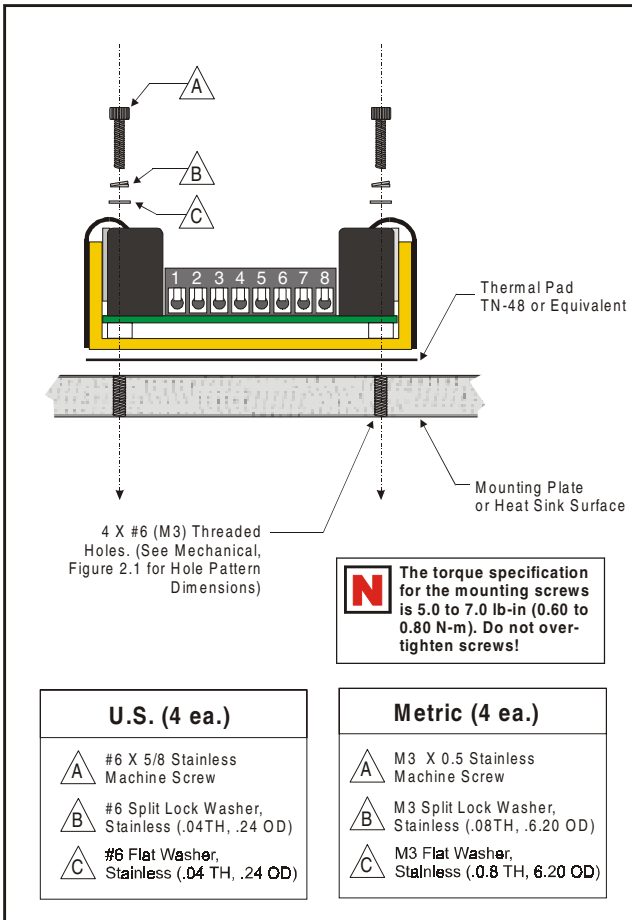 A
B
C
1 2 3 4 5 6 7 8
Thermal Pad
TN-48 or Equivalent
Mounting Plate
or Heat Sink Surface
4 X #6 (M3) Threaded
Holes. (See Mechanical,
Figure 2.1 for Hole Pattern
Dimensions)
N
The torque specification
for the mounting screws
is 5.0 to 7.0 lb-in (0.60 to
0.80 N-m). Do not over-
tighten screws!
U.S. (4 ea.)
A
#6 X 5/8 Stainless
Machine Screw
B
#6 Split Lock Washer,
Stainless (.04TH, .24 OD)
C
#6 Flat Washer,
Stainless (.04 TH, .24 OD)
Metric (4 ea.)
A
M3 X 0.5 Stainless
Machine Screw
B
M3 Split Lock Washer,
Stainless (.08TH, .6.20 OD)
C
M3 Flat Washer,
Stainless (.0.8 TH, 6.20 OD)